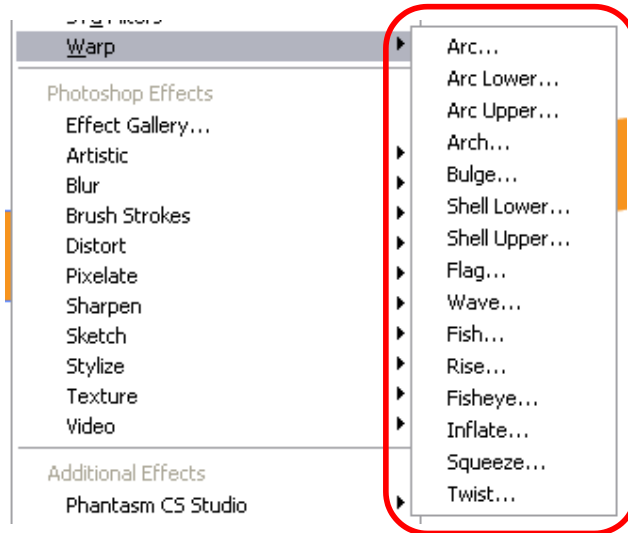 Warp
Photoshop Effects
Effect Gallery...
Artistic
Blur
Brush Strokes
Distort
Pixelate
Sharpen
Sketch
Stylize
Texture
Video
Additional Effects
Phantasm CS Studio
Arc...
Arc Lower...
Arc Upper...
Arch...
Bulge...
Shell Lower...
Shell Upper...
Flag...
Wave...
Fish...
Rise...
Fisheye...
Inflate...
Squeeze...
Twist...